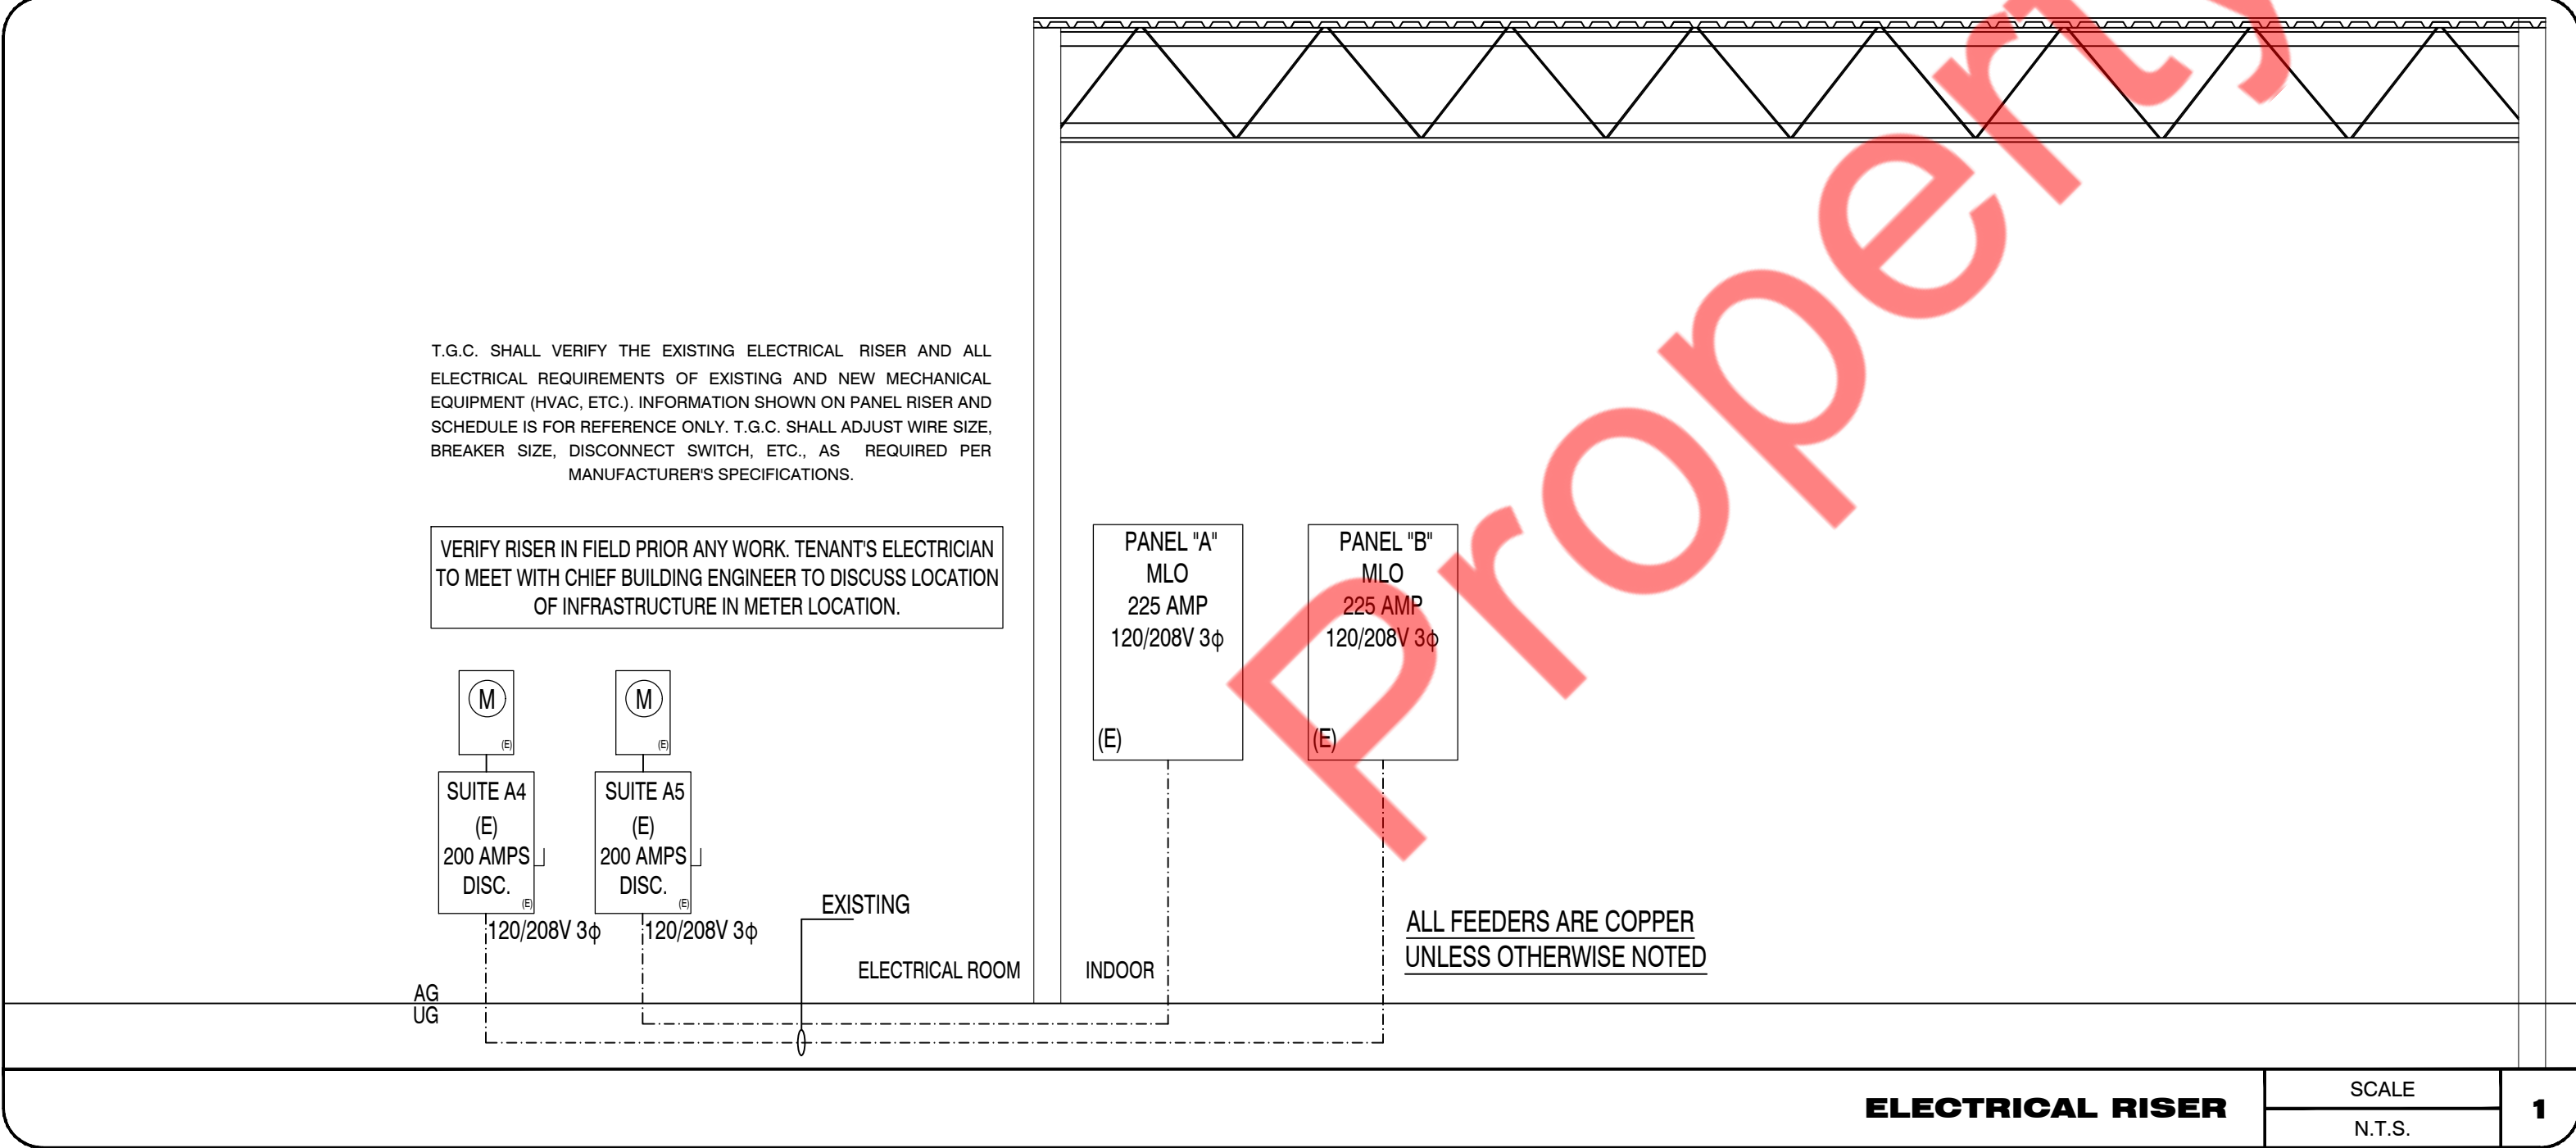 T.G.C. SHALL VERIFY THE EXISTING ELECTRICAL RISER AND ALL
ELECTRICAL REQUIREMENTS OF EXISTING AND NEW MECHANICAL
EQUIPMENT (HVAC, ETC.). INFORMATION SHOWN ON PANEL RISER AND
SCHEDULE IS FOR REFERENCE ONLY. T.G.C. SHALL ADJUST WIRE SIZE,
BREAKER SIZE, DISCONNECT SWITCH, ETC., AS REQUIRED PER
MANUFACTURER'S SPECIFICATIONS.
VERIFY RISER IN FIELD PRIOR ANY WORK. TENANT'S ELECTRICIAN
TO MEET WITH CHIEF BUILDING ENGINEER TO DISCUSS LOCATION
OF INFRASTRUCTURE IN METER LOCATION.
M
(E)
M
(E)
SUITE A4
(E)
200 AMPS
DISC.
(E)
120/208V 3ϕ
SUITE A5
(E)
200 AMPS
DISC.
(E)
120/208V 3ϕ
PANEL "A"
MLO
225 AMP
120/208V 3ϕ
(E)
PANEL "B"
MLO
225 AMP
120/208V 3ϕ
(E)
EXISTING
ELECTRICAL ROOM
INDOOR
ALL FEEDERS ARE COPPER
UNLESS OTHERWISE NOTED
AG
UG
ELECTRICAL RISER
SCALE
N.T.S.
1
Property